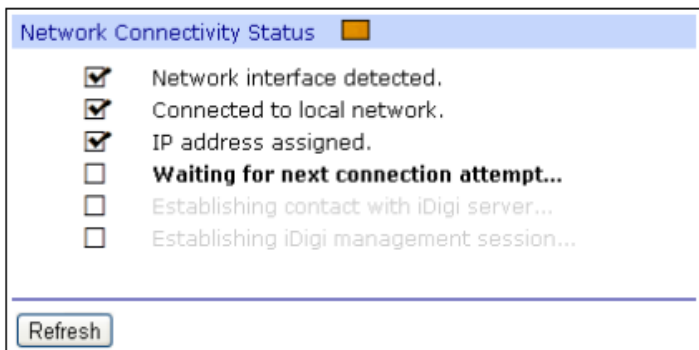 Network Connectivity Status
Network interface detected.
Connected to local network.
IP address assigned.
Waiting for next connection attempt...
Establishing contact with iDigi server...
Establishing iDigi management session...
Refresh